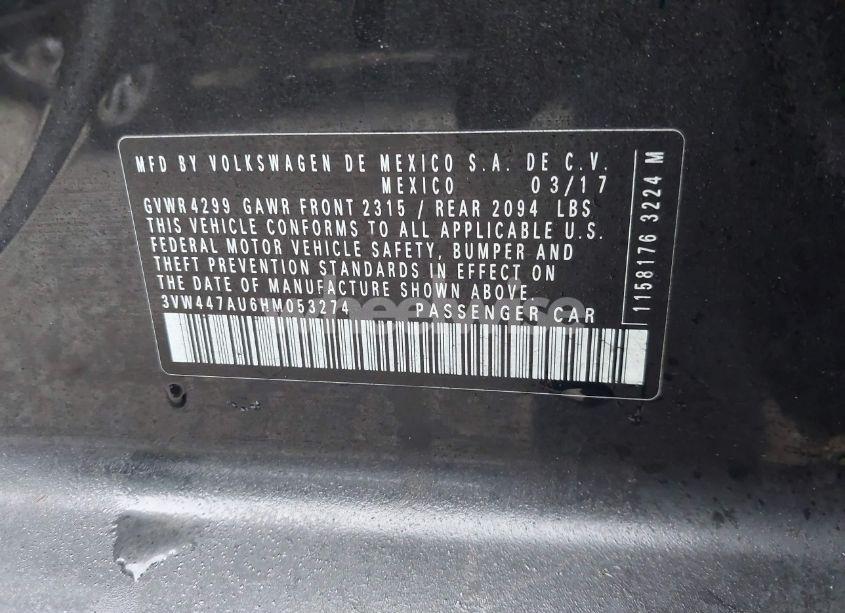 MFD BY VOLKSWAGEN DE MEXICO S.A. DE C.V.
MEXICO 03/17
GVWR 4299 GAWR FRONT 2315 / REAR 2094 LBS
THIS VEHICLE CONFORMS TO ALL APPLICABLE U.S.
FEDERAL MOTOR VEHICLE SAFETY, BUMPER AND
THEFT PREVENTION STANDARDS IN EFFECT ON
THE DATE OF MANUFACTURE SHOWN ABOVE.
3VW447AU6HM053274 PASSENGER CAR
1158176 3224 M